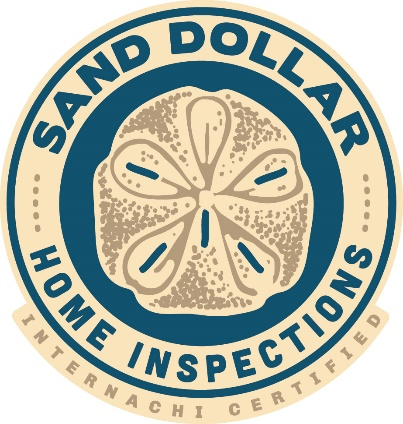 SAND DOLLAR
HOME INSPECTIONS
INTERNACHI CERTIFIED